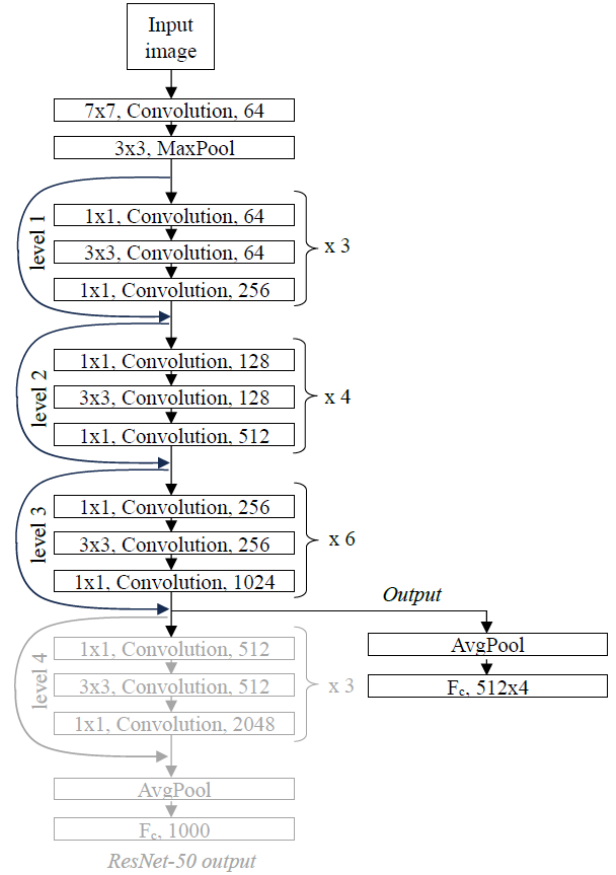 Input
image
7x7, Convolution, 64
3x3, MaxPool
level 1
1x1, Convolution, 64
3x3, Convolution, 64
1x1, Convolution, 256
x 3
level 2
1x1, Convolution, 128
3x3, Convolution, 128
1x1, Convolution, 512
x 4
level 3
1x1, Convolution, 256
3x3, Convolution, 256
1x1, Convolution, 1024
x 6
Output
AvgPool
Fc, 512x4
level 4
1x1, Convolution, 512
3x3, Convolution, 512
1x1, Convolution, 2048
x 3
AvgPool
Fc, 1000
ResNet-50 output